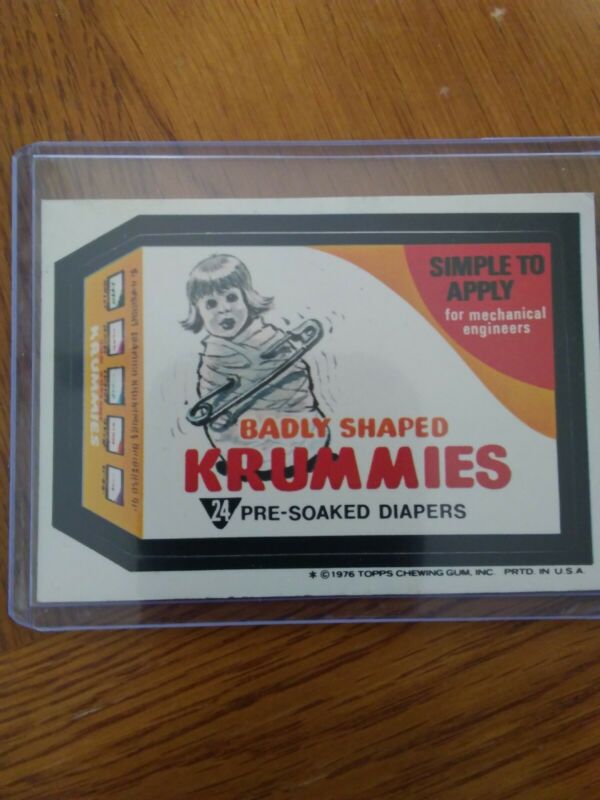 SIMPLE TO
APPLY
for mechanical
engineers
BADLY SHAPED
KRUMMIES
24 PRE-SOAKED DIAPERS
KRUMMIES
* ©1976 TOPPS CHEWING GUM, INC. PRTD. IN U.S.A.